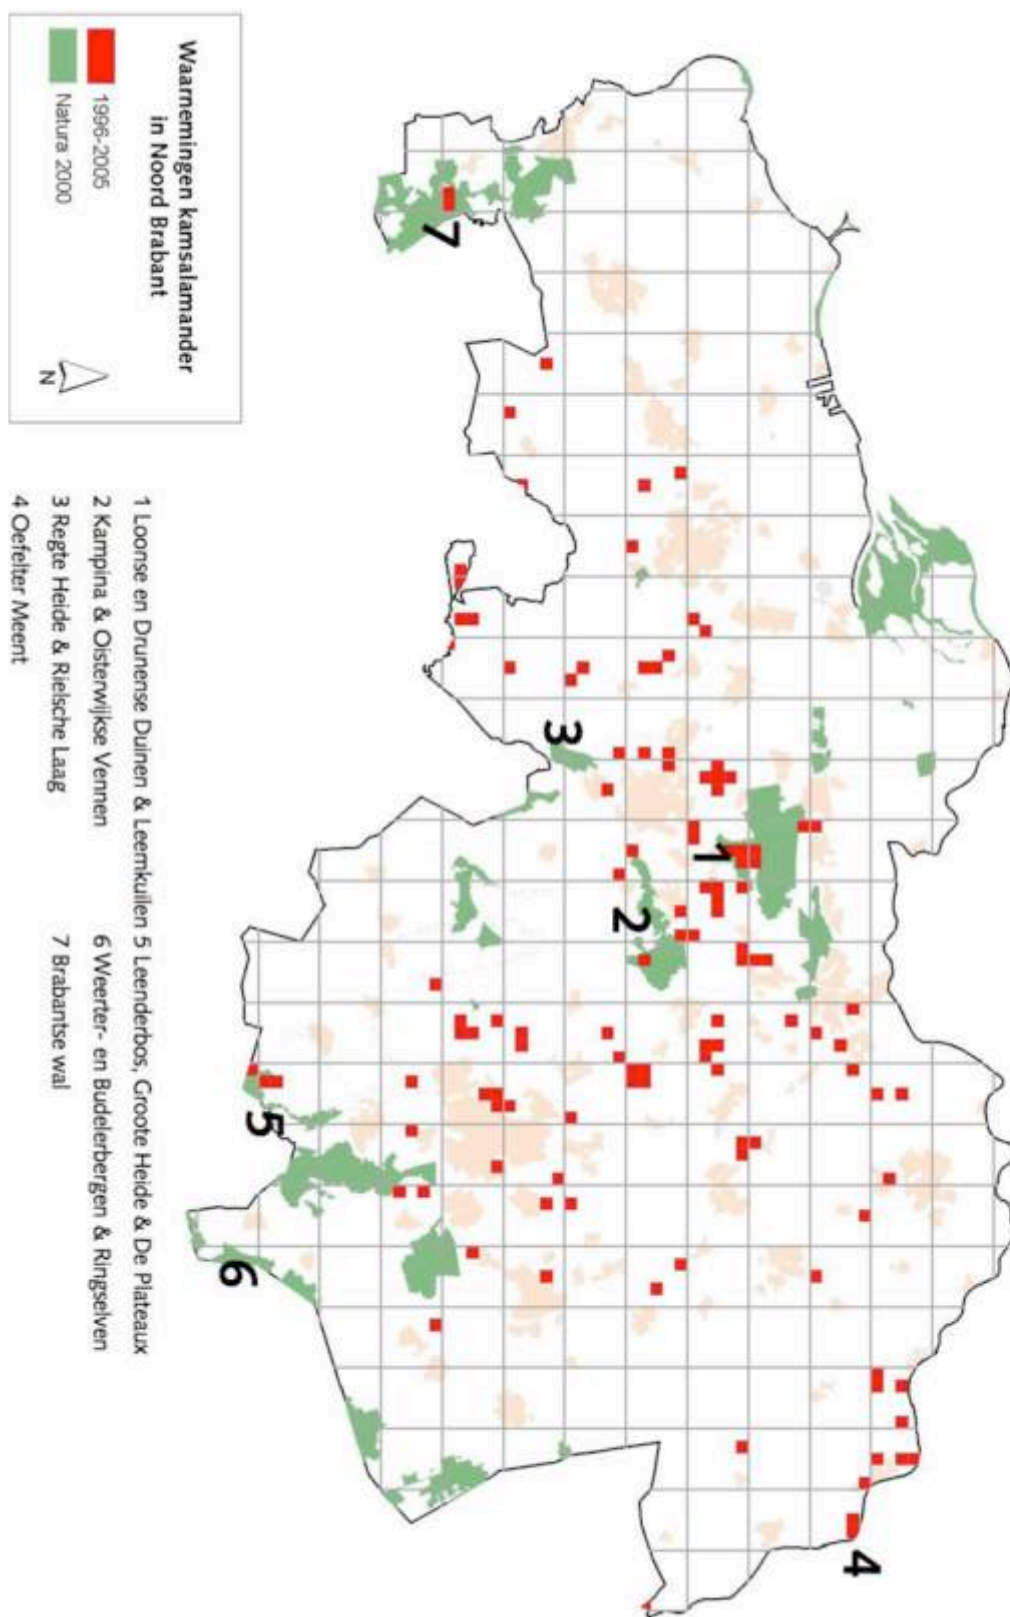 Waarnemingen kamsalamander
in Noord Brabant
1996-2005
Natura 2000
N
1 Loonse en Drunense Duinen & Leemkuilen
2 Kampina & Oisterwijkse Vennen
3 Regte Heide & Rielsche Laag
4 Oefelter Meent
5 Leenderbos, Groote Heide & De Plateaux
6 Weerter- en Budelerbergen & Ringselven
7 Brabantse wal
1
2
3
4
5
6
7